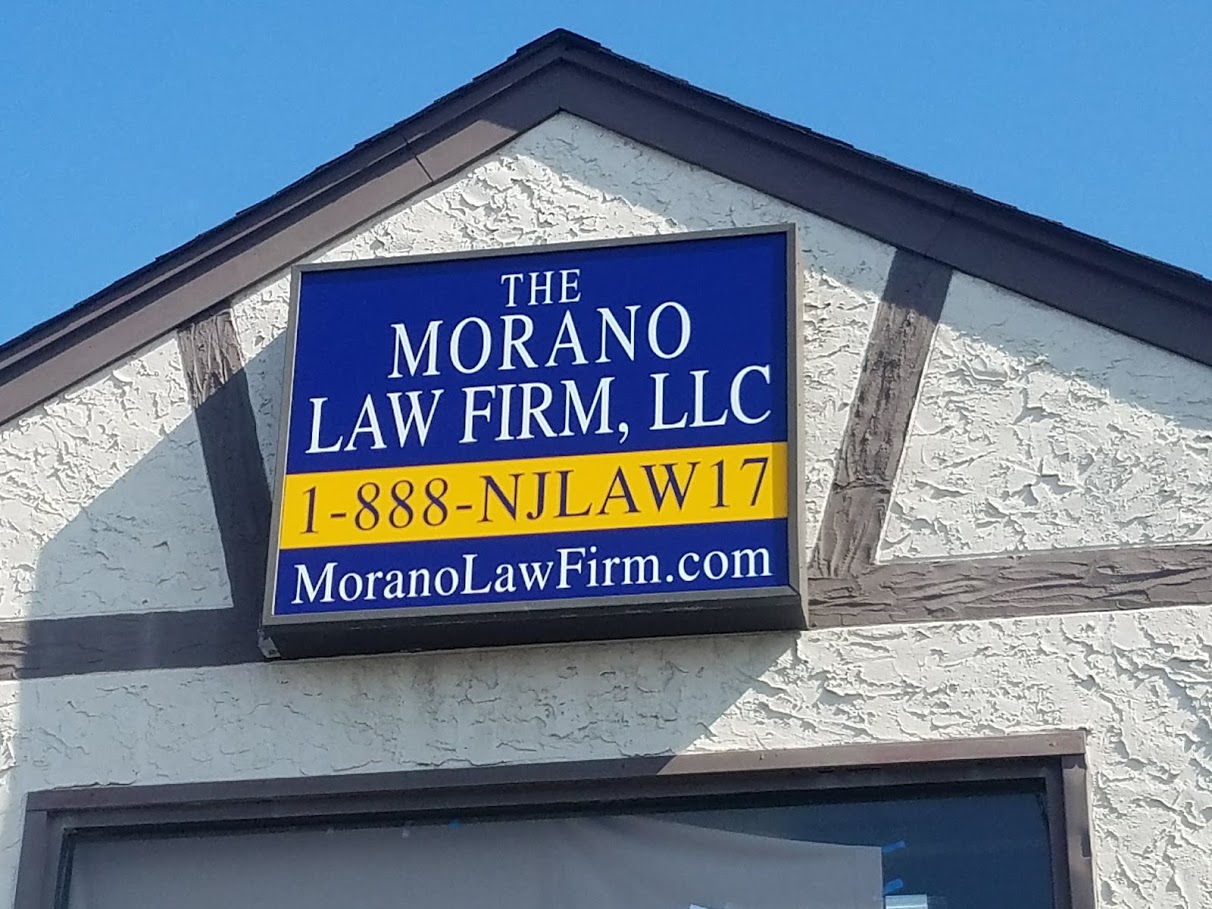 THE
MORANO
LAW FIRM, LLC
1-888-NJLAW17
MoranoLawFirm.com